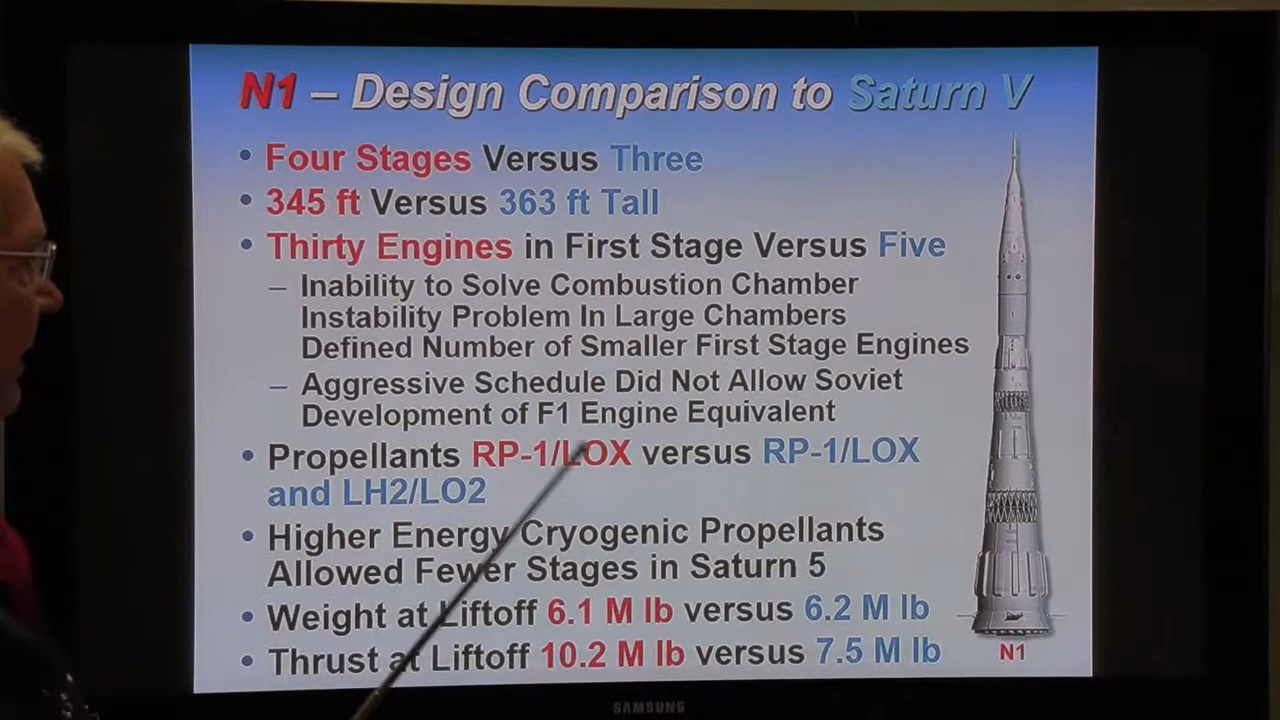 N1 – Design Comparison to Saturn V
• Four Stages Versus Three
• 345 ft Versus 363 ft Tall
• Thirty Engines in First Stage Versus Five
– Inability to Solve Combustion Chamber
Instability Problem In Large Chambers
Defined Number of Smaller First Stage Engines
– Aggressive Schedule Did Not Allow Soviet
Development of F1 Engine Equivalent
• Propellants RP-1/LOX versus RP-1/LOX
and LH2/LO2
• Higher Energy Cryogenic Propellants
Allowed Fewer Stages in Saturn 5
• Weight at Liftoff 6.1 M lb versus 6.2 M lb
• Thrust at Liftoff 10.2 M lb versus 7.5 M lb
N1
SAMSUNG